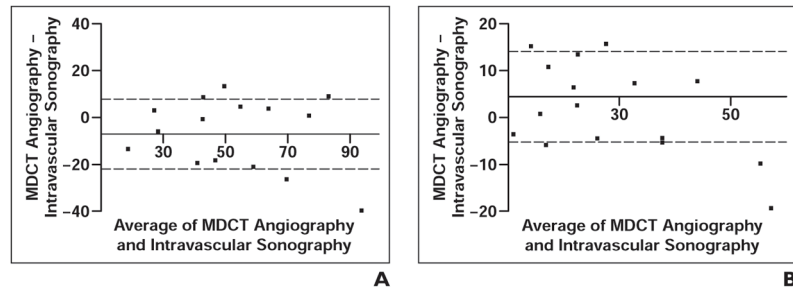 MDCT Angiography –
Intravascular Sonography
40
20
0
–20
–40
30
50
70
90
Average of MDCT Angiography
and Intravascular Sonography
A
MDCT Angiography –
Intravascular Sonography
20
10
0
–10
–20
30
50
Average of MDCT Angiography
and Intravascular Sonography
B